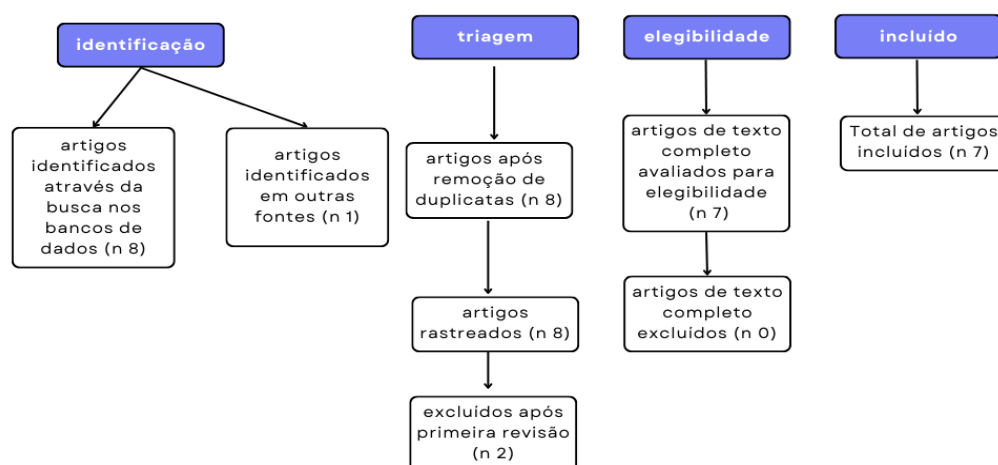 identificação
artigos
identificados
através da
busca nos
bancos de
dados (n 8)
artigos
identificados
em outras
fontes (n 1)
triagem
artigos após
remoção de
duplicatas (n 8)
artigos
rastreados (n 8)
excluídos após
primeira revisão
(n 2)
elegibilidade
artigos de texto
completo
avaliados para
elegibilidade
(n 7)
artigos de texto
completo
excluídos (n 0)
incluído
Total de artigos
incluídos (n 7)